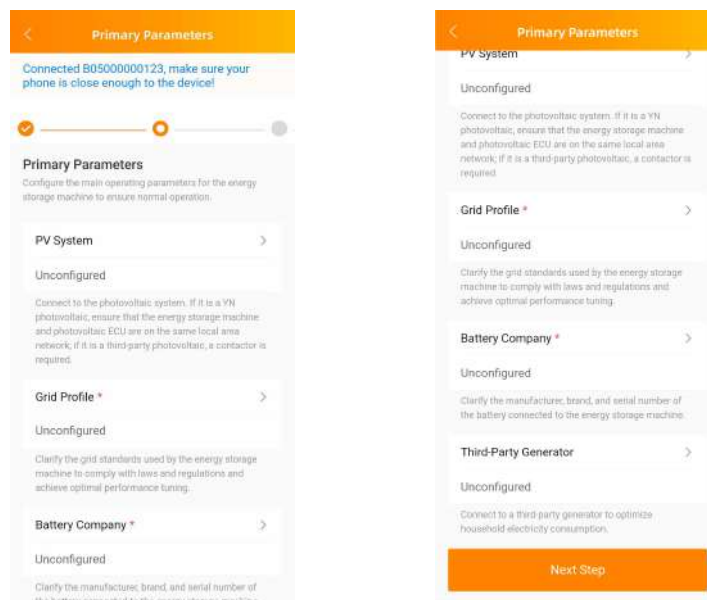 Primary Parameters
Connected B05000000123, make sure your
phone is close enough to the device!
Primary Parameters
Configure the main operating parameters for the energy
storage machine to ensure normal operation.
PV System
Unconfigured
Connect to the photovoltaic system. If it is a YN
photovoltaic, ensure that the energy storage machine
and photovoltaic ECU are on the same local area
network; if it is a third-party photovoltaic, a contactor is
required.
Grid Profile *
Unconfigured
Clarify the grid standards used by the energy storage
machine to comply with laws and regulations and
achieve optimal performance tuning.
Battery Company *
Unconfigured
Clarify the manufacturer, brand, and serial number of
the battery connected to the energy storage machine.
Primary Parameters
PV System
Unconfigured
Connect to the photovoltaic system. If it is a YN
photovoltaic, ensure that the energy storage machine
and photovoltaic ECU are on the same local area
network; if it is a third-party photovoltaic, a contactor is
required.
Grid Profile *
Unconfigured
Clarify the grid standards used by the energy storage
machine to comply with laws and regulations and
achieve optimal performance tuning.
Battery Company *
Unconfigured
Clarify the manufacturer, brand, and serial number of
the battery connected to the energy storage machine.
Third-Party Generator
Unconfigured
Connect to a third-party generator to optimize
household electricity consumption.
Next Step